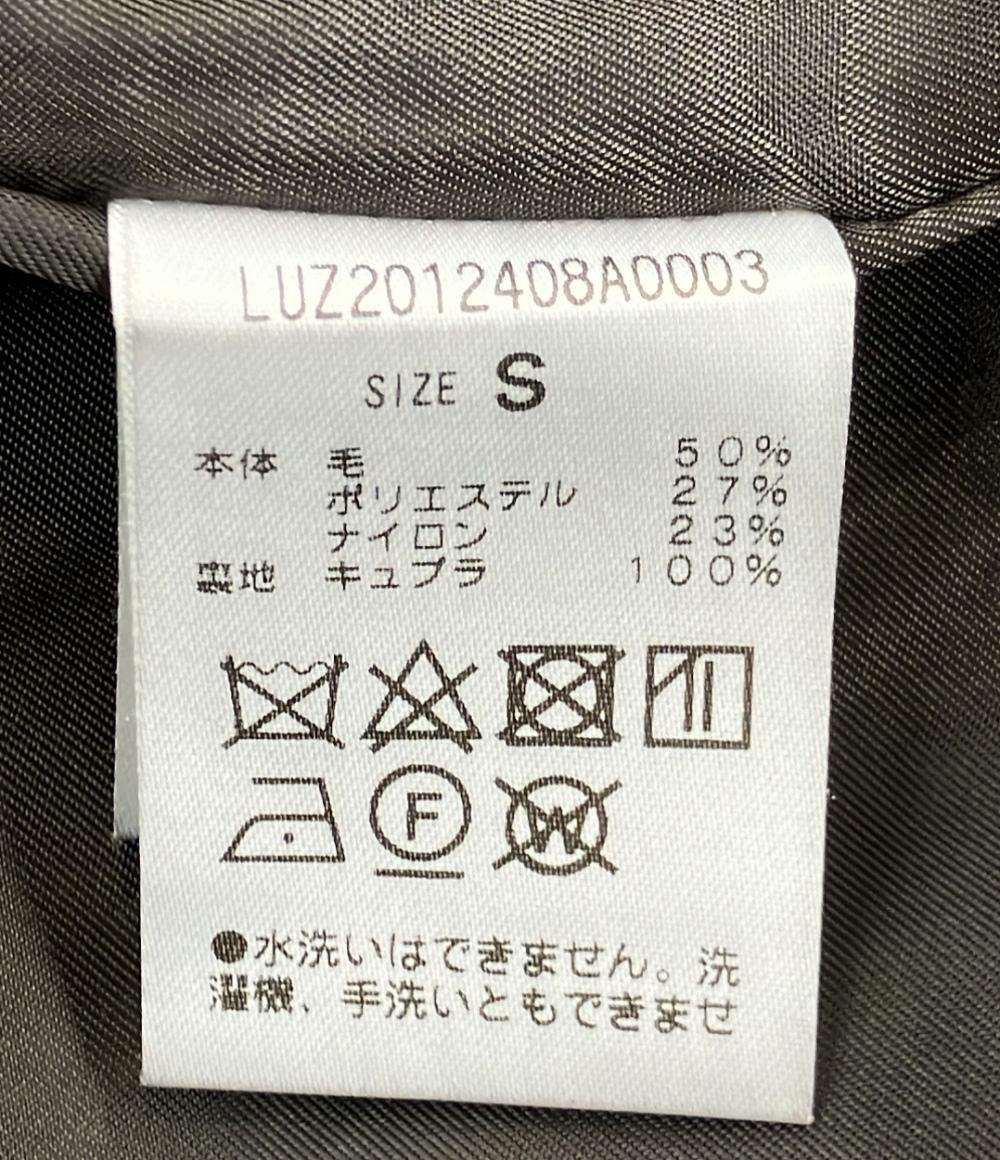 LUZ2012408A0003
SIZE S
本体 毛 50%
ポリエステル 27%
ナイロン 23%
裏地 キュプラ 100%
F W
●水洗いはできません。洗
濯機、手洗いともできませ